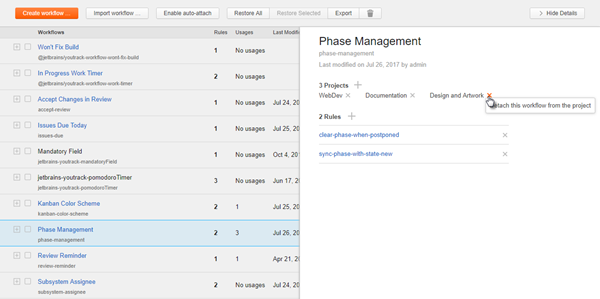 Create workflow ... Import workflow ... Enable auto-attach Restore All Restore Selected Export > Hide Details
Workflows Rules Usages Last Modif
Won't Fix Build 1 No usages
@jetbrains/youtrack-workflow-wont-fix-build
In Progress Work Timer 2 No usages
@jetbrains/youtrack-workflow-work-timer
Accept Changes in Review 1 No usages Jul 24, 20
accept-review
Issues Due Today 1 No usages Jul 25, 20
issues-due
Mandatory Field 1 No usages Oct 4, 201
jetbrains-youtrack-mandatoryField
jetbrains-youtrack-pomodoroTimer 3 No usages Jun 17, 20
jetbrains-youtrack-pomodoroTimer
Kanban Color Scheme 2 1 Jul 25, 20
kanban-color-scheme
Phase Management 2 3 Jul 26, 20
phase-management
Review Reminder 1 1 Apr 21, 2
review-reminder
Subsystem Assignee 2 No usages Jul 24, 20
subsystem-assignee
Phase Management
phase-management
Last modified on Jul 26, 2017 by admin
3 Projects
WebDev Documentation Design and Artwork
tach this workflow from the project
2 Rules
clear-phase-when-postponed
sync-phase-with-state-new